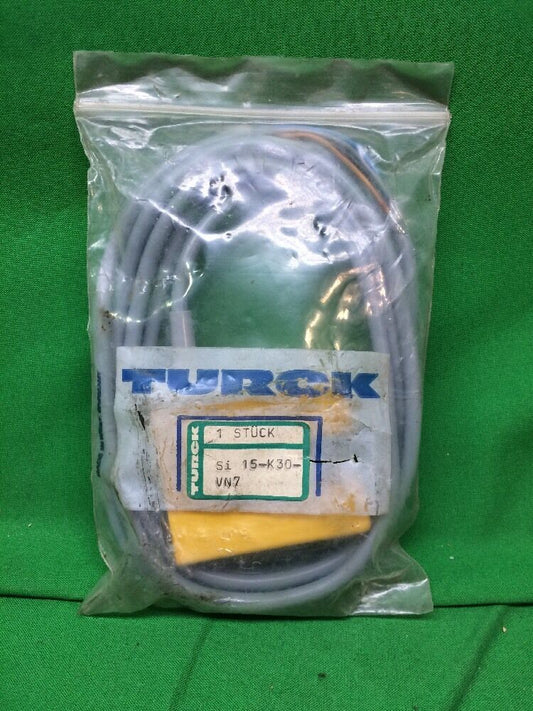 TURCK
TURCK
1 STÜCK
Si 15-K30-
VN7